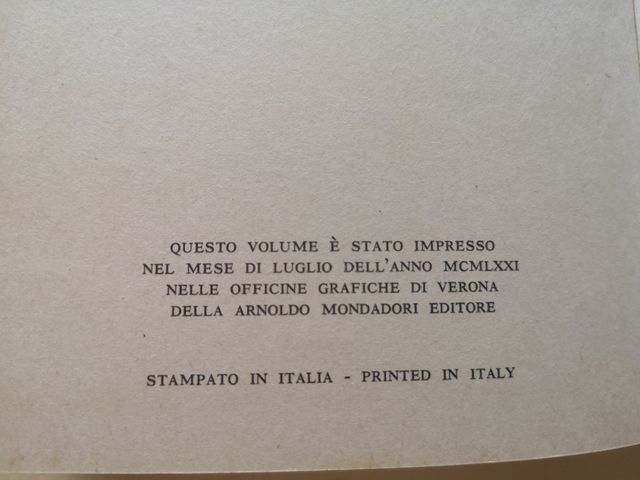 QUESTO VOLUME È STATO IMPRESSO
NEL MESE DI LUGLIO DELL'ANNO MCMLXXI
NELLE OFFICINE GRAFICHE DI VERONA
DELLA ARNOLDO MONDADORI EDITORE
STAMPATO IN ITALIA - PRINTED IN ITALY